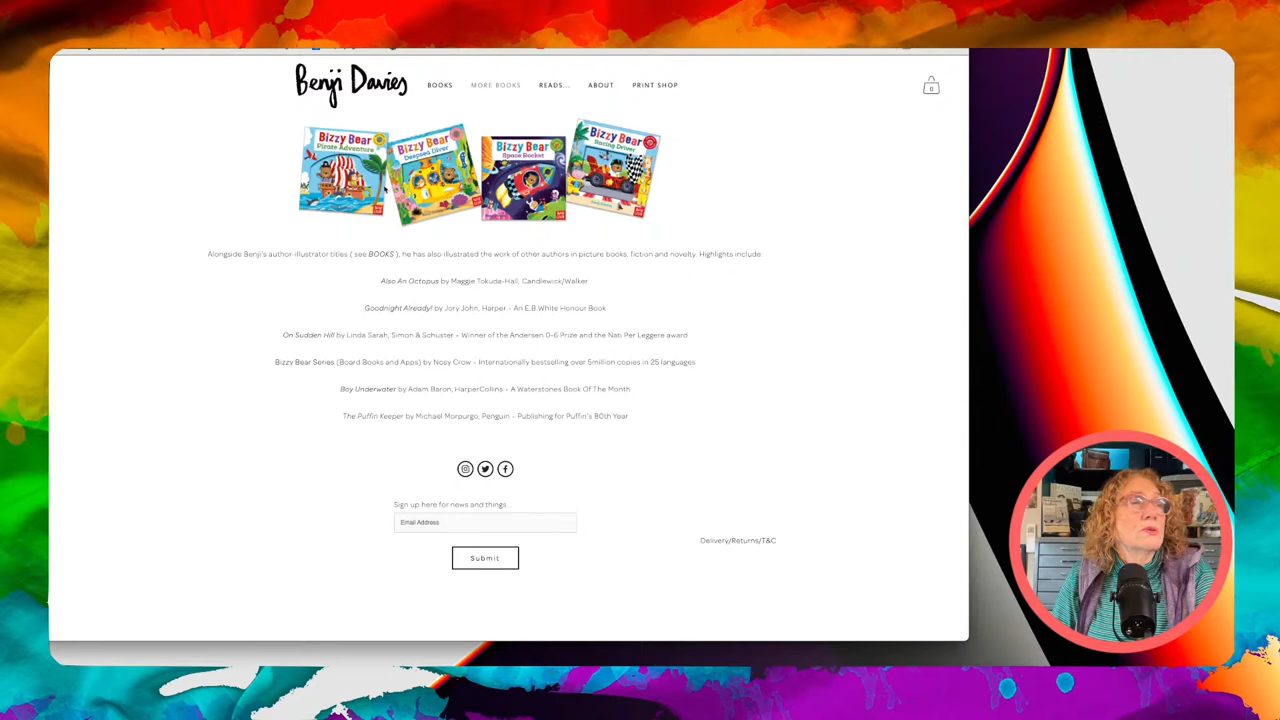 Benji Davies
BOOKS MORE BOOKS READS... ABOUT PRINT SHOP
0
Bizzy Bear
Pirate Adventure
Bizzy Bear
Deepsea Diver
Bizzy Bear
Space Rocket
Bizzy Bear
Racing Driver
Alongside Benji's author-illustrator titles ( see BOOKS ), he has also illustrated the work of other authors in picture books, fiction and novelty. Highlights include:
Also An Octopus by Maggie Tokuda-Hall, Candlewick/Walker
Goodnight Already! by Jory John, Harper - An E.B.White Honour Book
On Sudden Hill by Linda Sarah, Simon & Schuster - Winner of the Andersen 0-6 Prize and the Nati Per Leggere award
Bizzy Bear Series (Board Books and Apps) by Nosy Crow - Internationally bestselling over 5million copies in 25 languages
Boy Underwater by Adam Baron, HarperCollins - A Waterstones Book Of The Month
The Puffin Keeper by Michael Morpurgo, Penguin - Publishing for Puffin's 80th Year
Sign up here for news and things
Email Address
Submit
Delivery/Returns/T&C